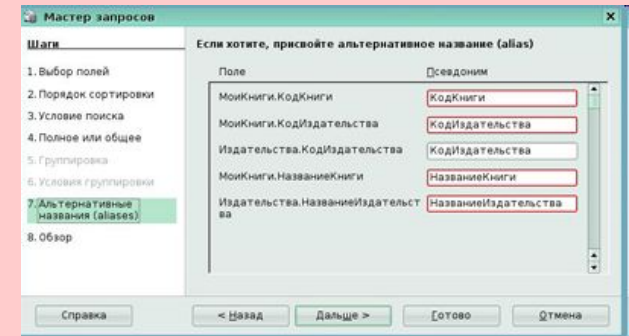 Мастер запросов
Шаги
1. Выбор полей
2. Порядок сортировки
3. Условие поиска
4. Полное или общее
5. Группировка
6. Условия группировки
7. Альтернативные
названия (aliases)
8. Обзор
Если хотите, присвойте альтернативное название (alias)
Поле Псевдоним
МоиКниги.КодКниги КодКниги
МоиКниги.КодИздательства КодИздательства
Издательства.КодИздательства КодИздательства
МоиКниги.НазваниеКниги НазваниеКниги
Издательства.НазваниеИздательст НазваниеИздательства
ва
Справка < Назад Дальше > Готово Отмена